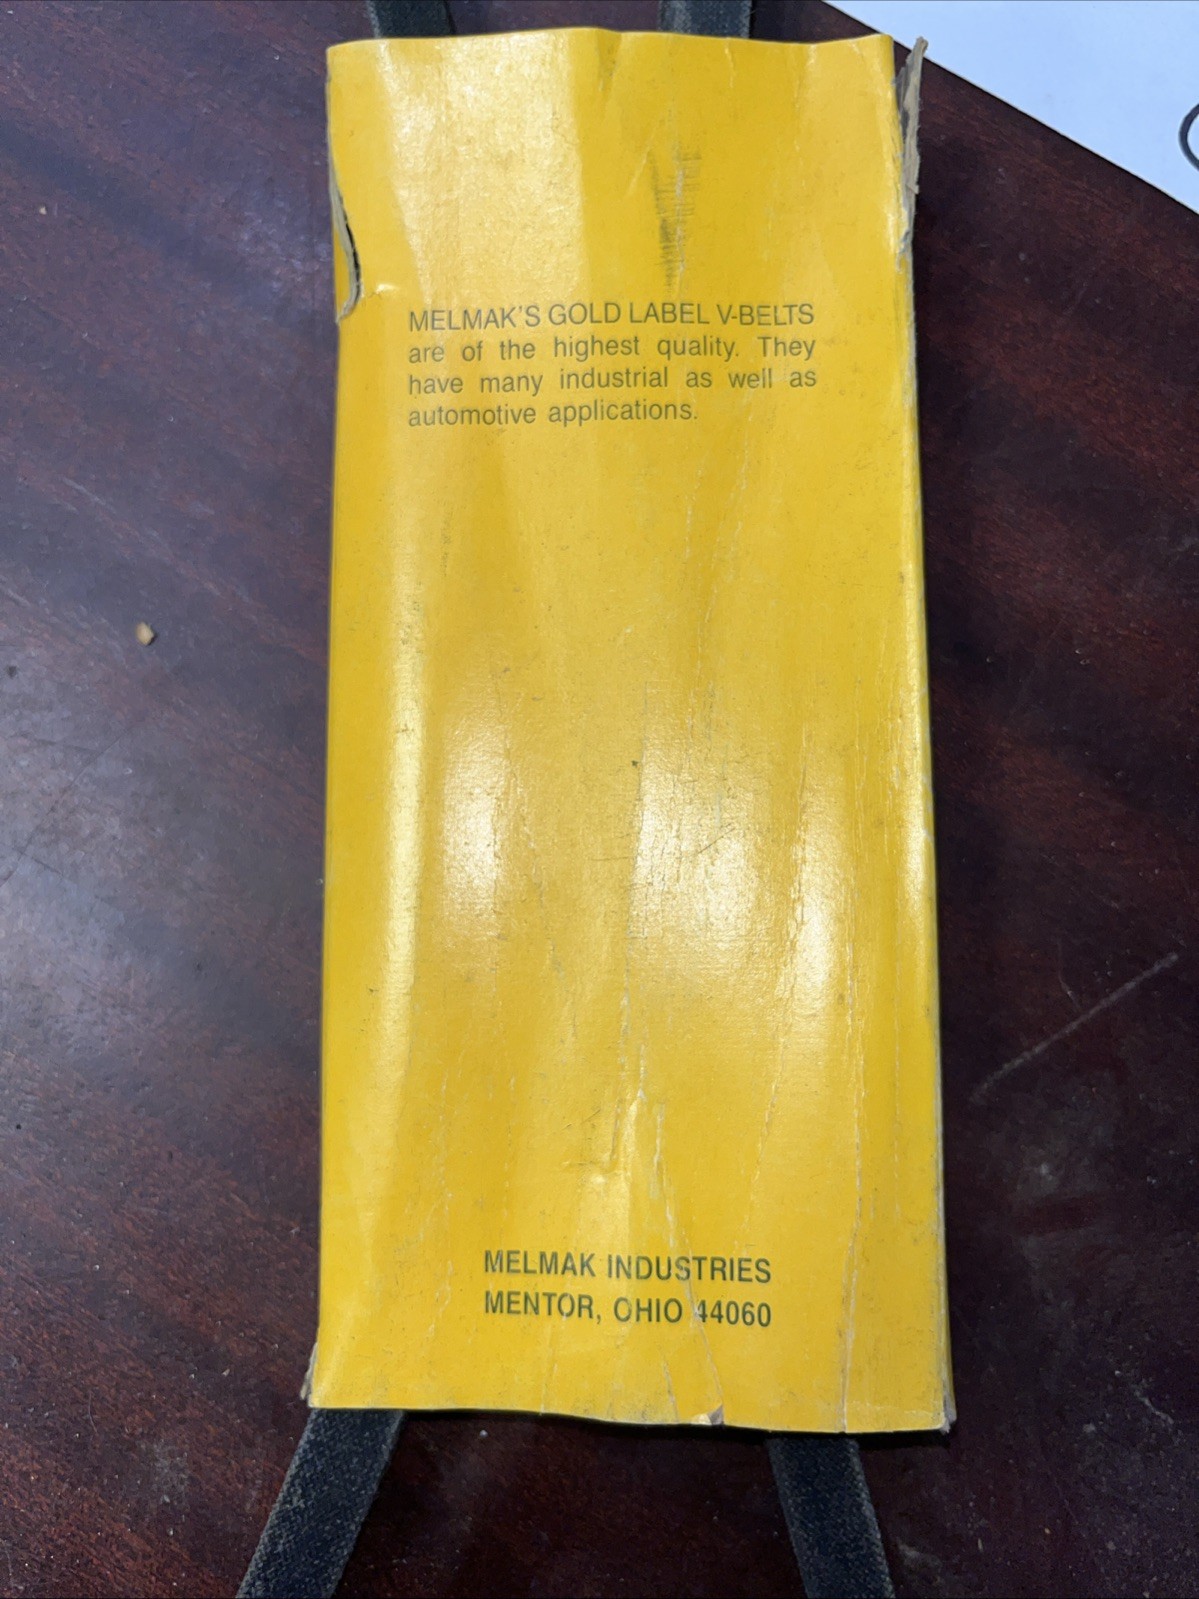 MELMAK'S GOLD LABEL V-BELTS
are of the highest quality. They
have many industrial as well as
automotive applications.
MELMAK INDUSTRIES
MENTOR, OHIO 44060